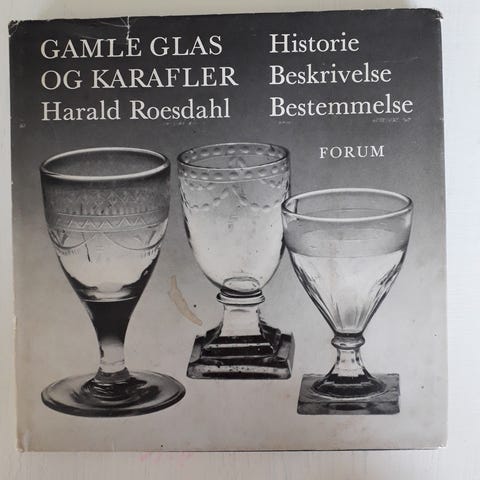 GAMLE GLAS
OG KARAFLER
Harald Roesdahl
Historie
Beskrivelse
Bestemmelse
FORUM